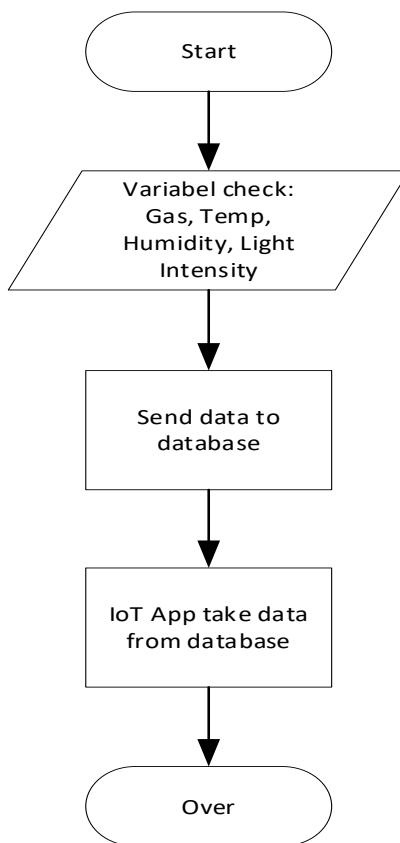 Start
Variabel check:
Gas, Temp,
Humidity, Light
Intensity
Send data to
database
IoT App take data
from database
Over